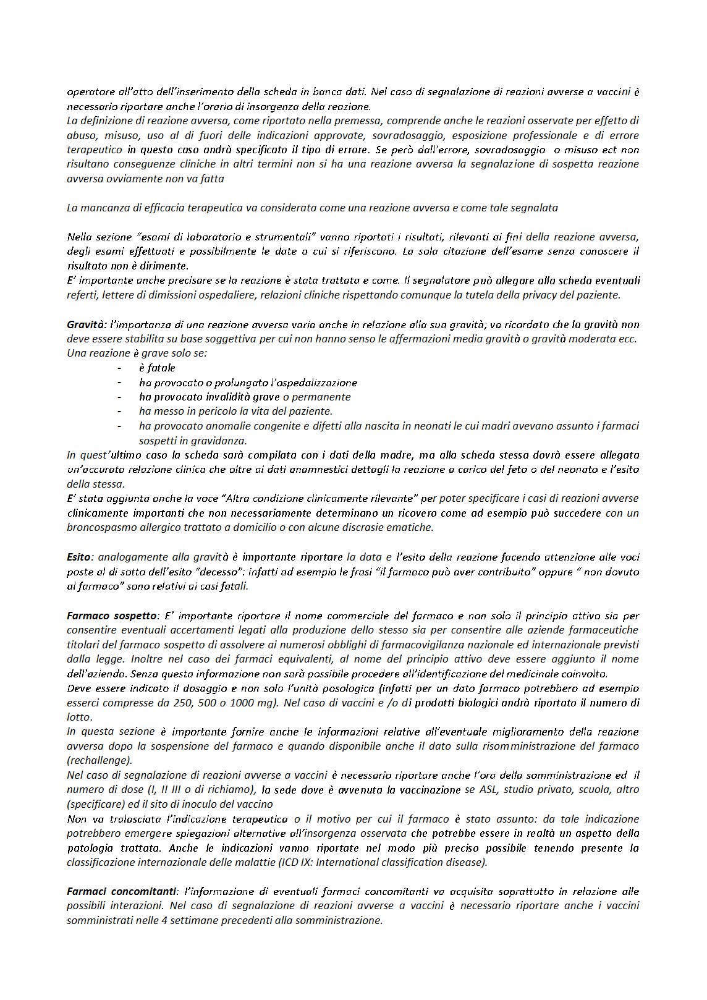 operatore all’atto dell’inserimento della scheda in banca dati. Nel caso di segnalazione di reazioni avverse a vaccini è
necessario riportare anche l’orario di insorgenza della reazione.
La definizione di reazione avversa, come riportato nella premessa, comprende anche le reazioni osservate per effetto di
abuso, misuso, uso al di fuori delle indicazioni approvate, sovradosaggio, esposizione professionale e di errore
terapeutico in questo caso andrà specificato il tipo di errore. Se però dall’errore, sovradosaggio o misuso ect non
risultano conseguenze cliniche in altri termini non si ha una reazione avversa la segnalazione di sospetta reazione
avversa ovviamente non va fatta
La mancanza di efficacia terapeutica va considerata come una reazione avversa e come tale segnalata
Nella sezione “esami di laboratorio e strumentali” vanno riportati i risultati, rilevanti ai fini della reazione avversa,
degli esami effettuati e possibilmente le date a cui si riferiscono. La sola citazione dell’esame senza conoscere il
risultato non è dirimente.
E’ importante anche precisare se la reazione è stata trattata e come. Il segnalatore può allegare alla scheda eventuali
referti, lettere di dimissioni ospedaliere, relazioni cliniche rispettando comunque la tutela della privacy del paziente.
Gravità: l’importanza di una reazione avversa varia anche in relazione alla sua gravità; va ricordato che la gravità non
deve essere stabilita su base soggettiva per cui non hanno senso le affermazioni media gravità o gravità moderata ecc.
Una reazione è grave solo se:
- è fatale
- ha provocato o prolungato l’ospedalizzazione
- ha provocato invalidità grave o permanente
- ha messo in pericolo la vita del paziente.
- ha provocato anomalie congenite e difetti alla nascita in neonati le cui madri avevano assunto i farmaci
sospetti in gravidanza.
In quest’ultimo caso la scheda sarà compilata con i dati della madre, ma alla scheda stessa dovrà essere allegata
un’accurata relazione clinica che oltre ai dati anamnestici dettagli la reazione a carico del feto o del neonato e l’esito
della stessa.
E’ stata aggiunta anche la voce “Altra condizione clinicamente rilevante” per poter specificare i casi di reazioni avverse
clinicamente importanti che non necessariamente determinano un ricovero come ad esempio può succedere con un
broncospasmo allergico trattato a domicilio o con alcune discrasie ematiche.
Esito: analogamente alla gravità è importante riportare la data e l’esito della reazione facendo attenzione alle voci
poste al di sotto dell’esito “decesso”: infatti ad esempio le frasi “il farmaco può aver contribuito” oppure “ non dovuto
al farmaco” sono relativi ai casi fatali.
Farmaco sospetto: E’ importante riportare il nome commerciale del farmaco e non solo il principio attivo sia per
consentire eventuali accertamenti legati alla produzione dello stesso sia per consentire alle aziende farmaceutiche
titolari del farmaco sospetto di assolvere ai numerosi obblighi di farmacovigilanza nazionale ed internazionale previsti
dalla legge. Inoltre nel caso dei farmaci equivalenti, al nome del principio attivo deve essere aggiunto il nome
dell’azienda. Senza questa informazione non sarà possibile procedere all’identificazione del medicinale coinvolto.
Deve essere indicato il dosaggio e non solo l’unità posologica (infatti per un dato farmaco potrebbero ad esempio
esserci compresse da 250, 500 o 1000 mg). Nel caso di vaccini e /o di prodotti biologici andrà riportato il numero di
lotto.
In questa sezione è importante fornire anche le informazioni relative all’eventuale miglioramento della reazione
avversa dopo la sospensione del farmaco e quando disponibile anche il dato sulla risomministrazione del farmaco
(rechallenge).
Nel caso di segnalazione di reazioni avverse a vaccini è necessario riportare anche l’ora della somministrazione ed il
numero di dose (I, II III o di richiamo), la sede dove è avvenuta la vaccinazione se ASL, studio privato, scuola, altro
(specificare) ed il sito di inoculo del vaccino
Non va tralasciata l’indicazione terapeutica o il motivo per cui il farmaco è stato assunto: da tale indicazione
potrebbero emergere spiegazioni alternative all’insorgenza osservata che potrebbe essere in realtà un aspetto della
patologia trattata. Anche le indicazioni vanno riportate nel modo più preciso possibile tenendo presente la
classificazione internazionale delle malattie (ICD IX: International classification disease).
Farmaci concomitanti: l’informazione di eventuali farmaci concomitanti va acquisita soprattutto in relazione alle
possibili interazioni. Nel caso di segnalazione di reazioni avverse a vaccini è necessario riportare anche i vaccini
somministrati nelle 4 settimane precedenti alla somministrazione.